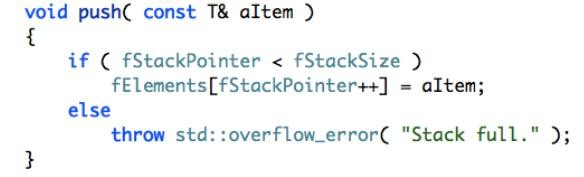 void push( const T& aItem )
{
    if ( fStackPointer < fStackSize )
        fElements[fStackPointer++] = aItem;
    else
        throw std::overflow_error( "Stack full." );
}